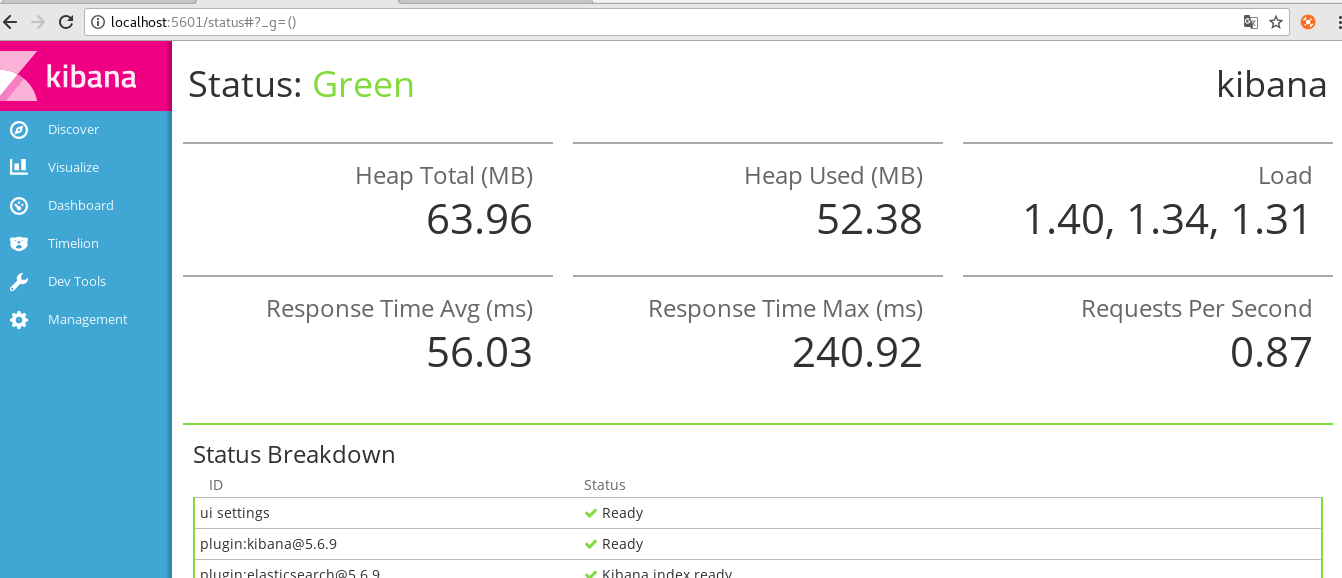 localhost:5601/status#?_g=()
kibana
Status: Green
kibana
Discover
Visualize
Dashboard
Timelion
Dev Tools
Management
Heap Total (MB)
63.96
Heap Used (MB)
52.38
Load
1.40, 1.34, 1.31
Response Time Avg (ms)
56.03
Response Time Max (ms)
240.92
Requests Per Second
0.87
Status Breakdown
ID Status
ui settings Ready
plugin:kibana@5.6.9 Ready
plugin:elasticsearch@5.6.9 Kibana index ready